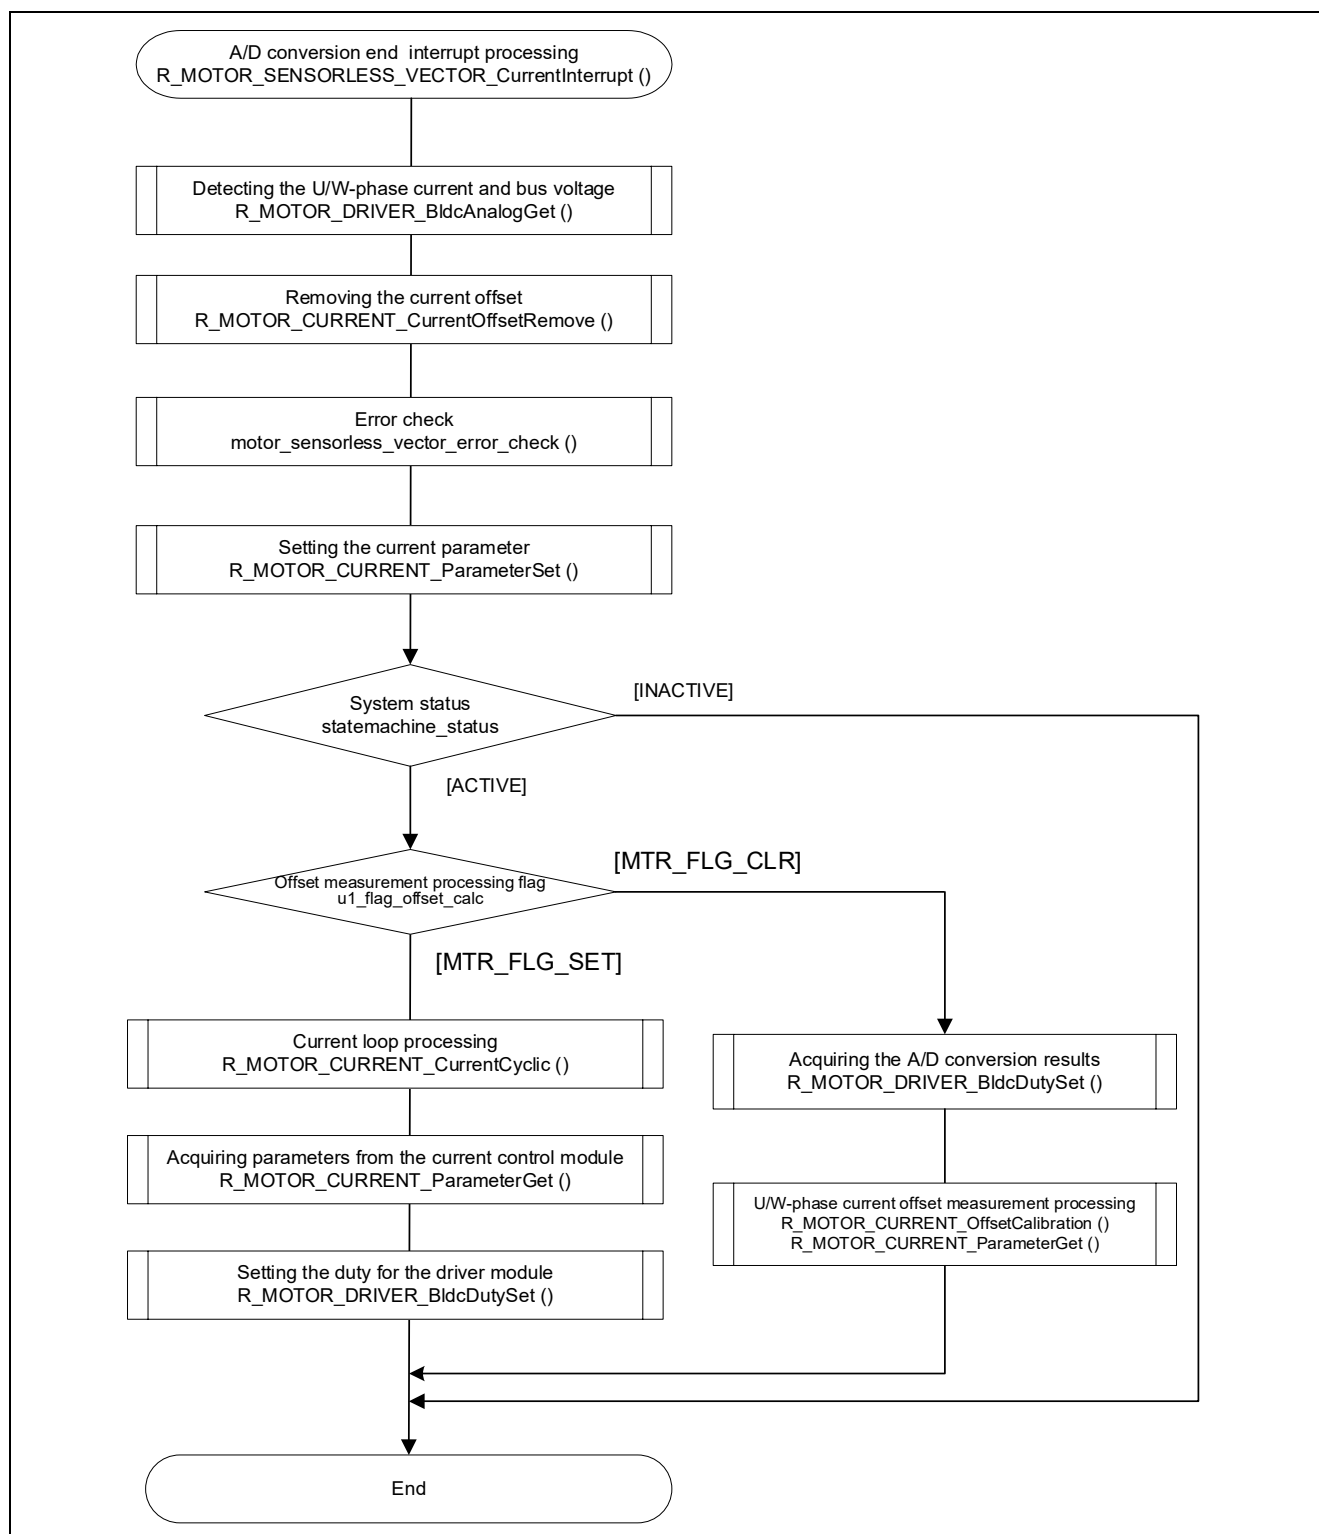 A/D conversion end interrupt processing
R_MOTOR_SENSORLESS_VECTOR_CurrentInterrupt ()
Detecting the U/W-phase current and bus voltage
R_MOTOR_DRIVER_BldcAnalogGet ()
Removing the current offset
R_MOTOR_CURRENT_CurrentOffsetRemove ()
Error check
motor_sensorless_vector_error_check ()
Setting the current parameter
R_MOTOR_CURRENT_ParameterSet ()
System status
statemachine_status
[INACTIVE]
[ACTIVE]
Offset measurement processing flag
u1_flag_offset_calc
[MTR_FLG_CLR]
[MTR_FLG_SET]
Current loop processing
R_MOTOR_CURRENT_CurrentCyclic ()
Acquiring parameters from the current control module
R_MOTOR_CURRENT_ParameterGet ()
Setting the duty for the driver module
R_MOTOR_DRIVER_BldcDutySet ()
Acquiring the A/D conversion results
R_MOTOR_DRIVER_BldcDutySet ()
U/W-phase current offset measurement processing
R_MOTOR_CURRENT_OffsetCalibration ()
R_MOTOR_CURRENT_ParameterGet ()
End